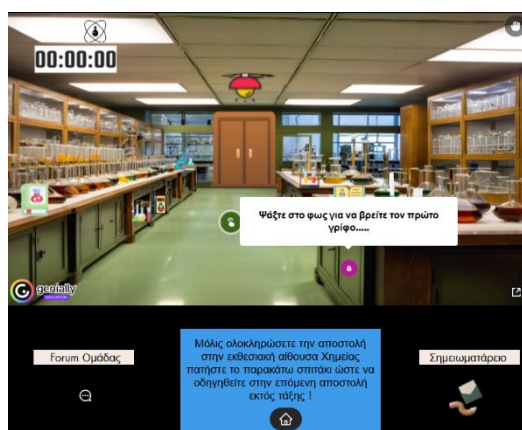 00:00:00
Ψάξτε στο φως για να βρείτε τον πρώτο
γρίφο.....
genially
Forum Ομάδας
Μόλις ολοκληρώσετε την αποστολή
στην εκθεσιακή αίθουσα Χημείας
πατήστε το παρακάτω σπιτάκι ώστε να
οδηγηθείτε στην επόμενη αποστολή
εκτός τάξης !
Σημειωματάρειο